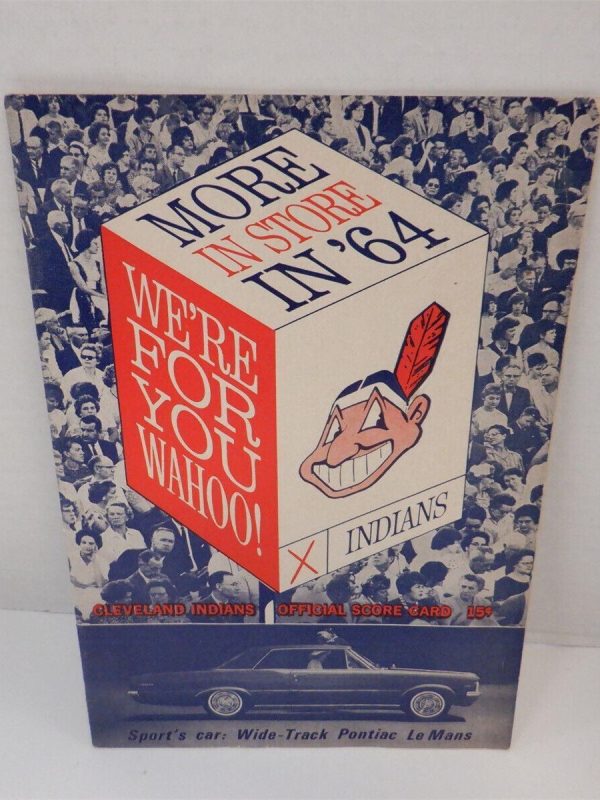 MORE
IN STORE
IN '64
WE'RE
FOR
YOU
WAHOO!
X INDIANS
CLEVELAND INDIANS OFFICIAL SCORE CARD 15¢
Sport's car: Wide-Track Pontiac Le Mans